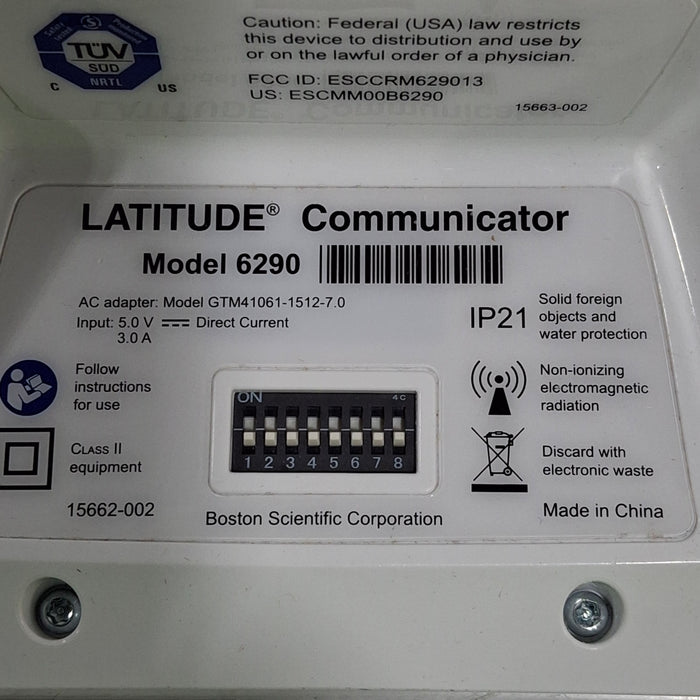 TÜV
SÜD
NRTL
C US
Caution: Federal (USA) law restricts
this device to distribution and use by
or on the lawful order of a physician.
FCC ID: ESCCRM629013
US: ESCMM00B6290
15663-002
LATITUDE® Communicator
Model 6290
AC adapter: Model GTM41061-1512-7.0
Input: 5.0 V ⎓ Direct Current
3.0 A
IP21
Solid foreign
objects and
water protection
Follow
instructions
for use
ON
4C
1 2 3 4 5 6 7 8
Non-ionizing
electromagnetic
radiation
CLASS II
equipment
Discard with
electronic waste
15662-002
Boston Scientific Corporation
Made in China